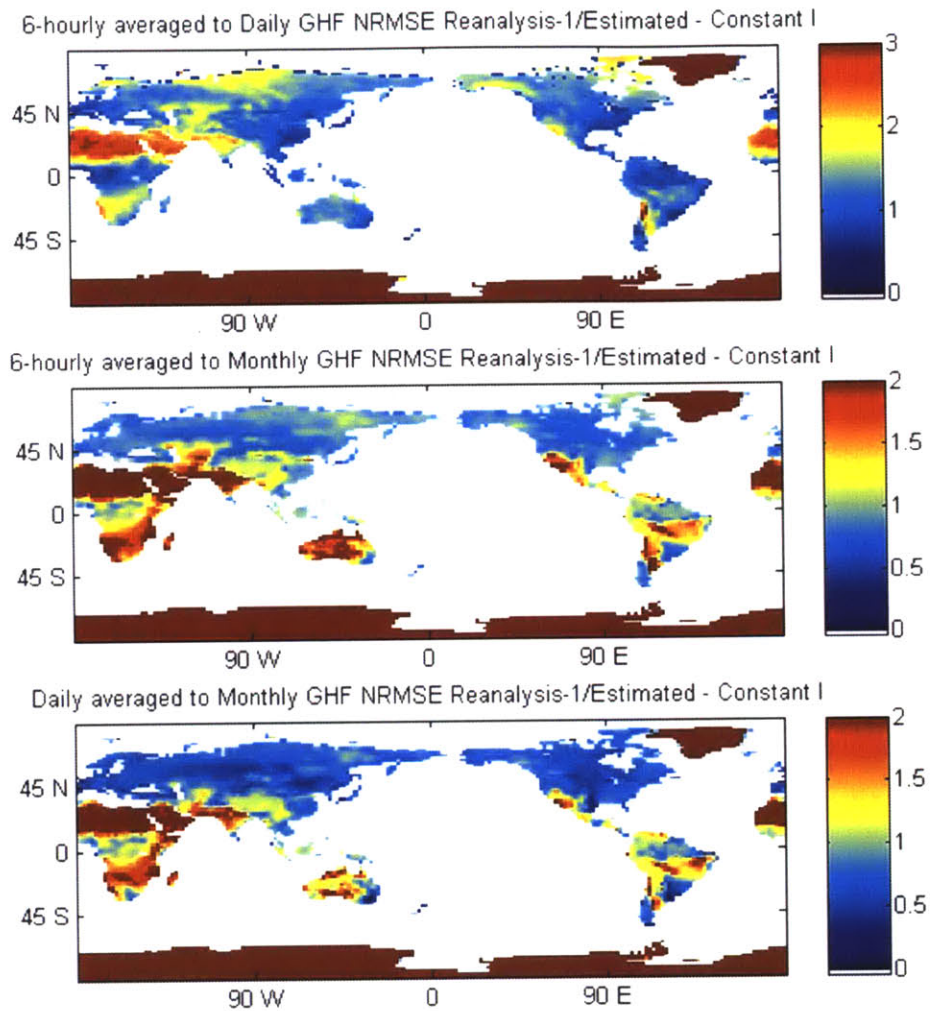 6-hourly averaged to Daily GHF NRMSE Reanalysis-1/Estimated - Constant I
3
2
1
0
45 N
0
45 S
90 W
0
90 E
6-hourly averaged to Monthly GHF NRMSE Reanalysis-1/Estimated - Constant I
2
1.5
1
0.5
0
45 N
0
45 S
90 W
0
90 E
Daily averaged to Monthly GHF NRMSE Reanalysis-1/Estimated - Constant I
2
1.5
1
0.5
0
45 N
0
45 S
90 W
0
90 E